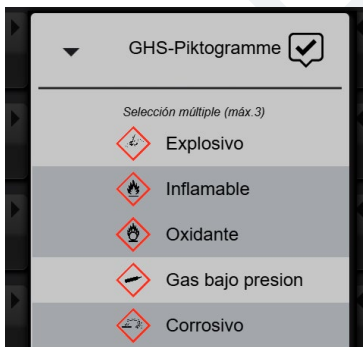 GHS-Piktogramme
Selección múltiple (máx.3)
Explosivo
Inflamable
Oxidante
Gas bajo presion
Corrosivo